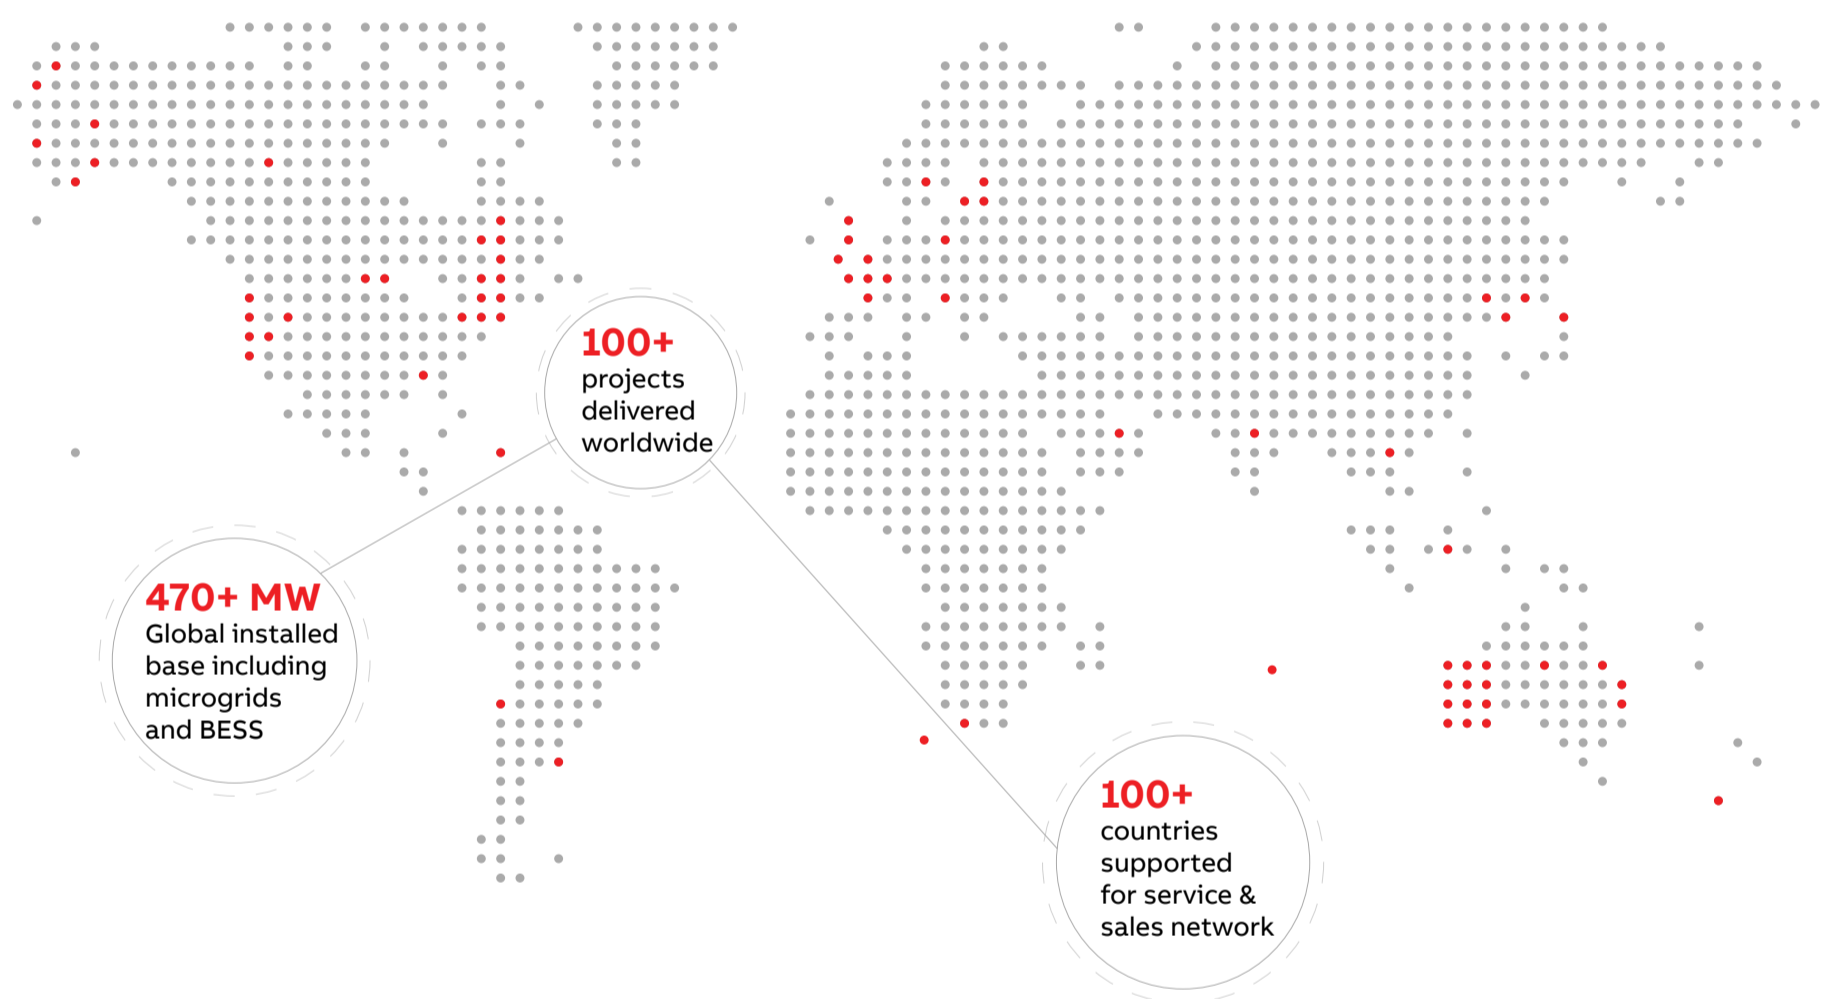 100+
projects
delivered
worldwide
470+ MW
Global installed
base including
microgrids
and BESS
100+
countries
supported
for service &
sales network